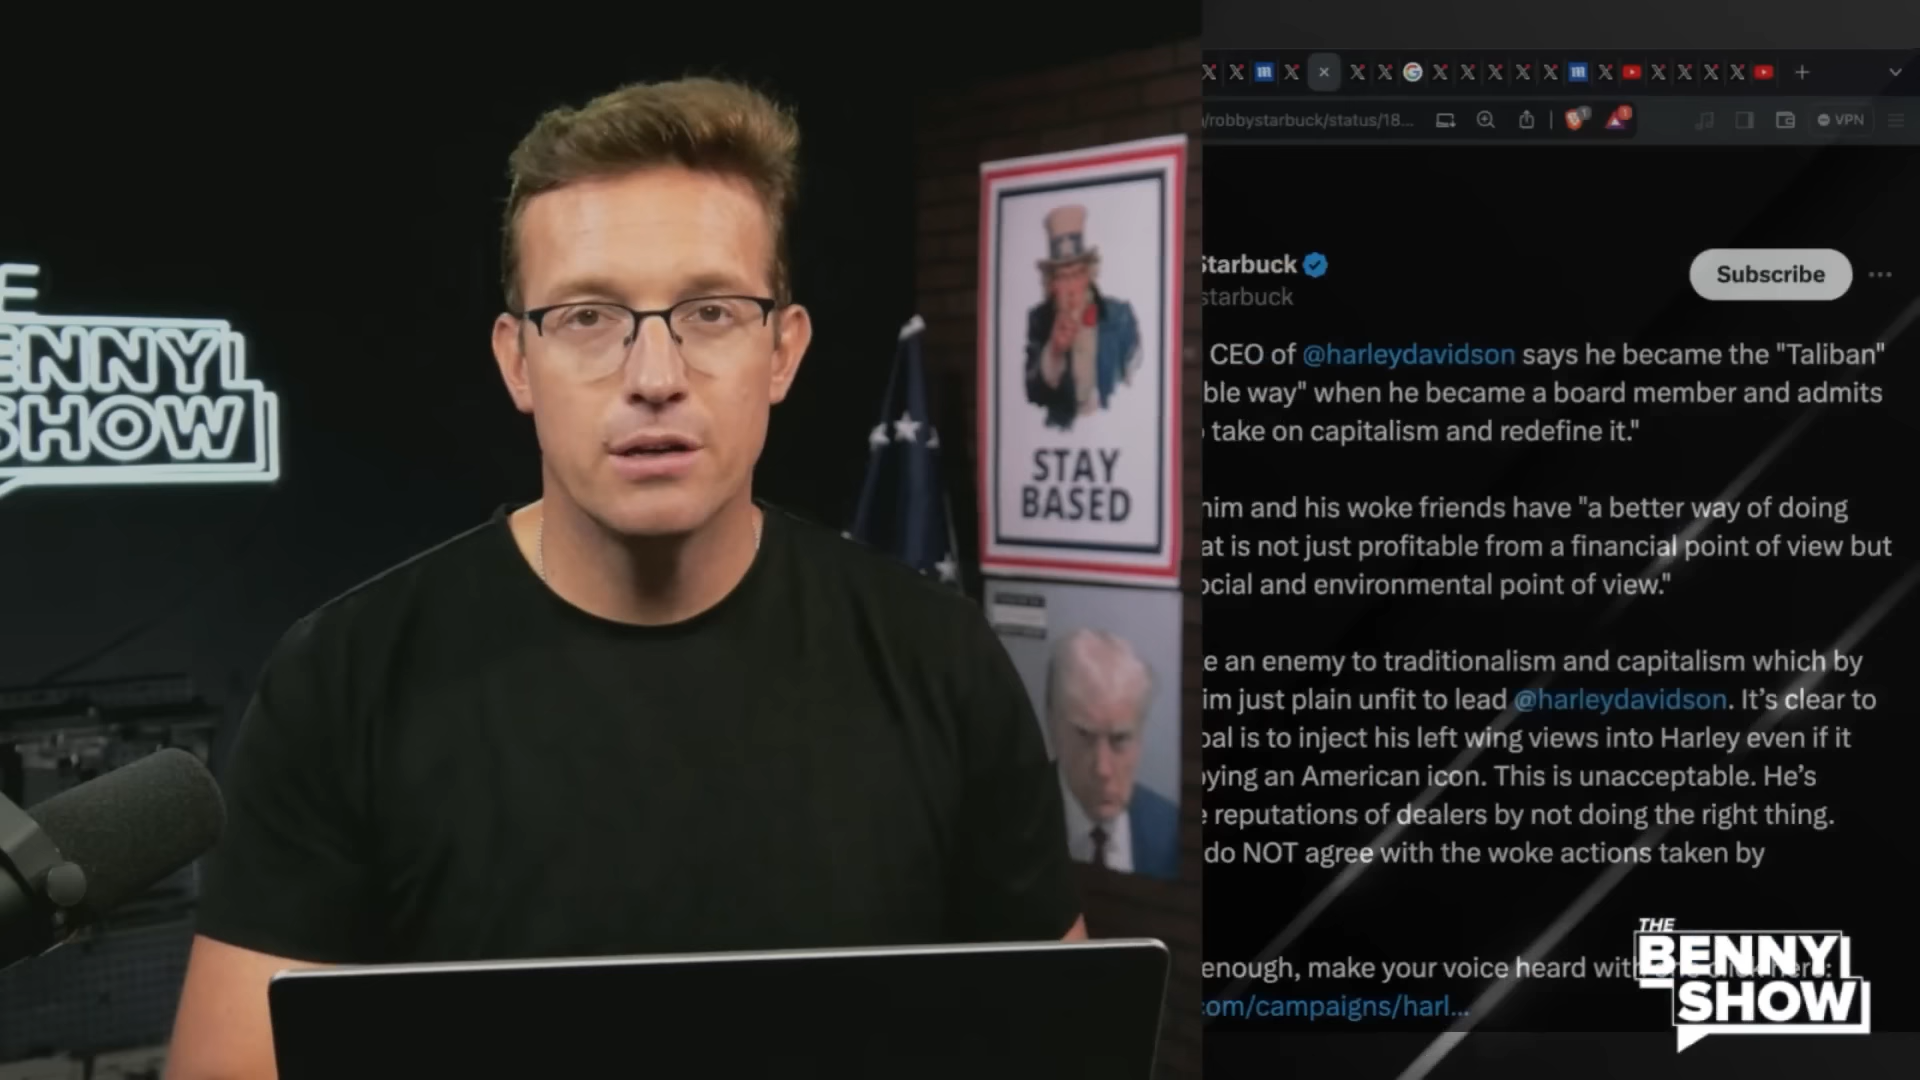 E
ENNY
SHOW
STAY
BASED
/robbystarbuck/status/18...
VPN
Starbuck
starbuck
Subscribe
CEO of @harleydavidson says he became the "Taliban"
ble way" when he became a board member and admits
take on capitalism and redefine it."
him and his woke friends have "a better way of doing
at is not just profitable from a financial point of view but
ocial and environmental point of view."
e an enemy to traditionalism and capitalism which by
im just plain unfit to lead @harleydavidson. It's clear to
oal is to inject his left wing views into Harley even if it
oying an American icon. This is unacceptable. He's
e reputations of dealers by not doing the right thing.
do NOT agree with the woke actions taken by
enough, make your voice heard with one click here:
com/campaigns/harl...
THE
BENNY
SHOW